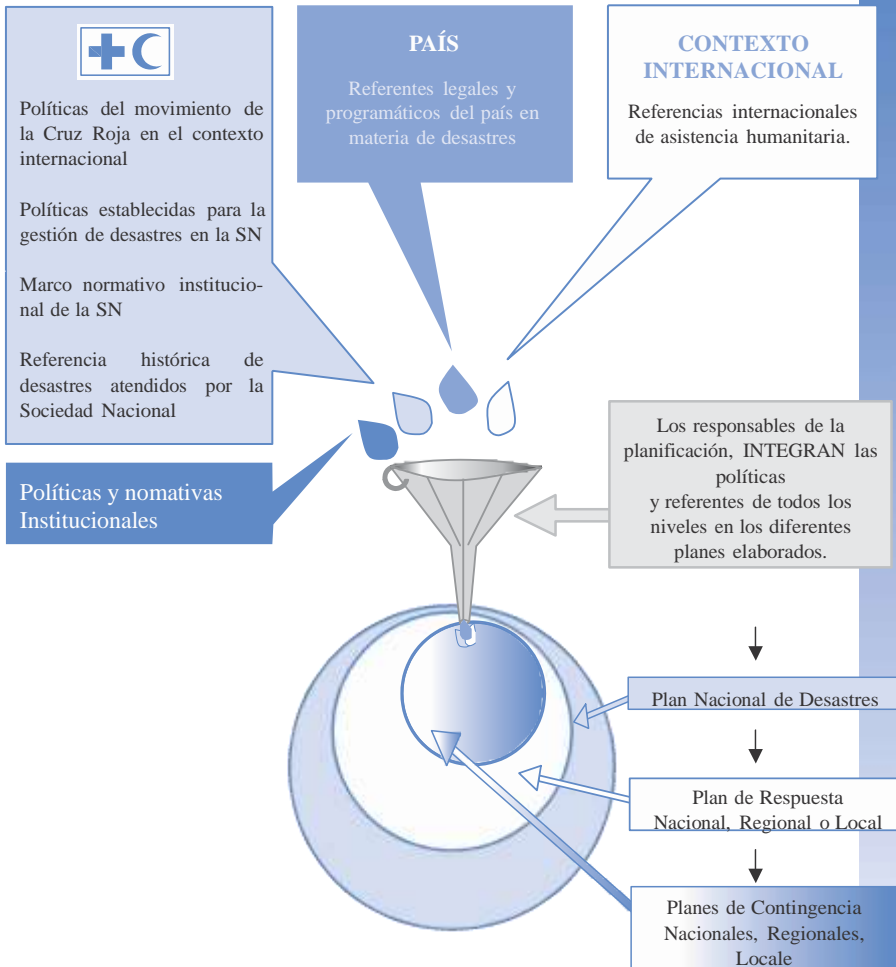 Políticas del movimiento de
la Cruz Roja en el contexto
internacional
Políticas establecidas para la
gestión de desastres en la SN
Marco normativo institucio-
nal de la SN
Referencia histórica de
desastres atendidos por la
Sociedad Nacional
Políticas y nomativas
Institucionales
PAÍS
Referentes legales y
programáticos del país en
materia de desastres
CONTEXTO
INTERNACIONAL
Referencias internacionales
de asistencia humanitaria.
Los responsables de la
planificación, INTEGRAN las
políticas
y referentes de todos los
niveles en los diferentes
planes elaborados.
Plan Nacional de Desastres
Plan de Respuesta
Nacional, Regional o Local
Planes de Contingencia
Nacionales, Regionales,
Locale